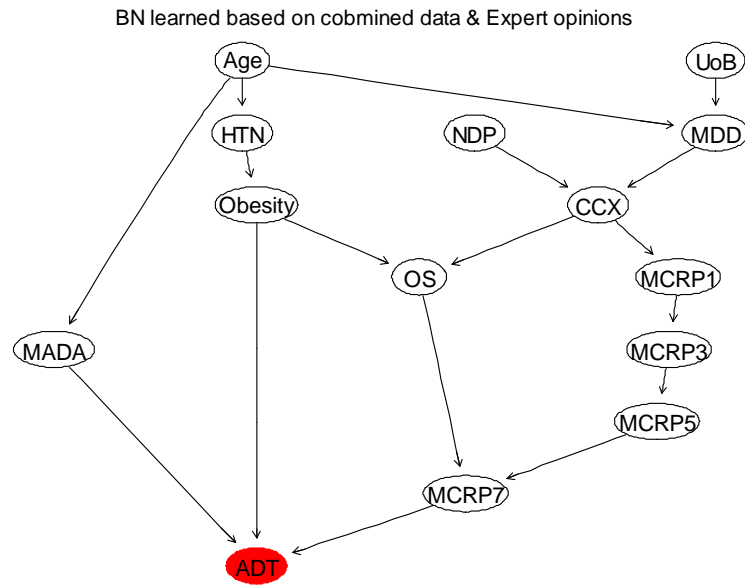 BN learned based on cobmined data & Expert opinions
Age
UoB
HTN
NDP
MDD
Obesity
CCX
OS
MCRP1
MADA
MCRP3
MCRP5
MCRP7
ADT